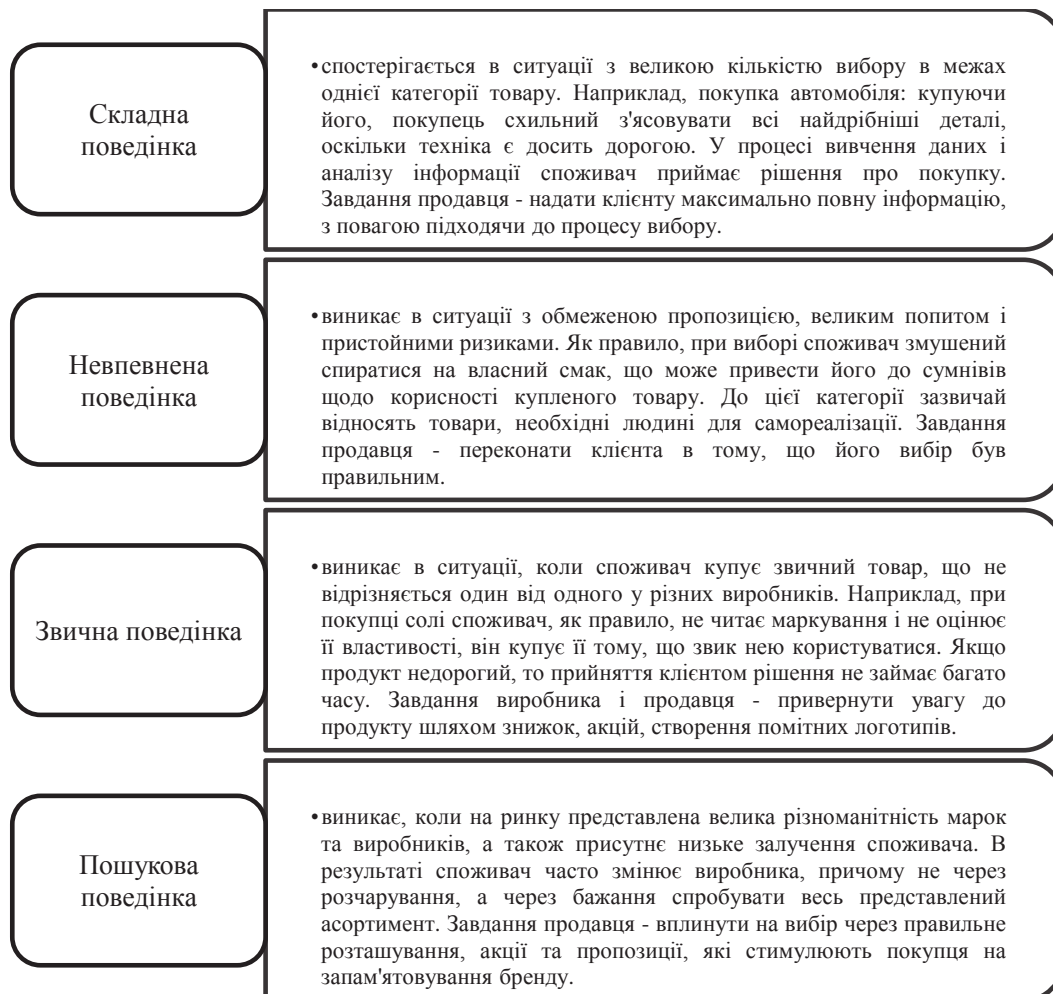 Складна
поведінка
•спостерігається в ситуації з великою кількістю вибору в межах
однієї категорії товару. Наприклад, покупка автомобіля: купуючи
його, покупець схильний з'ясовувати всі найдрібніші деталі,
оскільки техніка є досить дорогою. У процесі вивчення даних і
аналізу інформації споживач приймає рішення про покупку.
Завдання продавця - надати клієнту максимально повну інформацію,
з повагою підходячи до процесу вибору.
Невпевнена
поведінка
•виникає в ситуації з обмеженою пропозицією, великим попитом і
пристойними ризиками. Як правило, при виборі споживач змушений
спиратися на власний смак, що може привести його до сумнівів
щодо корисності купленого товару. До цієї категорії зазвичай
відносять товари, необхідні людині для самореалізації. Завдання
продавця - переконати клієнта в тому, що його вибір був
правильним.
Звична поведінка
•виникає в ситуації, коли споживач купує звичний товар, що не
відрізняється один від одного у різних виробників. Наприклад, при
покупці солі споживач, як правило, не читає маркування і не оцінює
її властивості, він купує її тому, що звик нею користуватися. Якщо
продукт недорогий, то прийняття клієнтом рішення не займає багато
часу. Завдання виробника і продавця - привернути увагу до
продукту шляхом знижок, акцій, створення помітних логотипів.
Пошукова
поведінка
•виникає, коли на ринку представлена велика різноманітність марок
та виробників, а також присутнє низьке залучення споживача. В
результаті споживач часто змінює виробника, причому не через
розчарування, а через бажання спробувати весь представлений
асортимент. Завдання продавця - вплинути на вибір через правильне
розташування, акції та пропозиції, які стимулюють покупця на
запам'ятовування бренду.